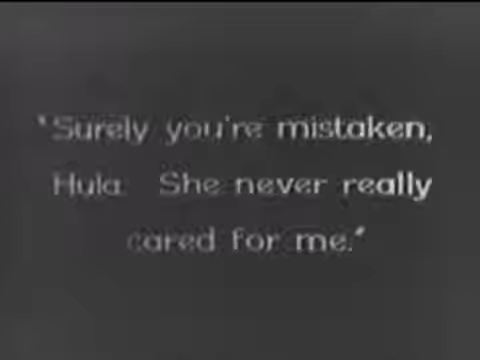 "Surely you're mistaken,
Hula. She never really
cared for me."